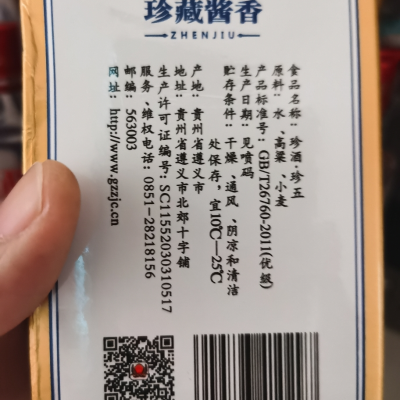 珍藏酱香
ZHENJIU
食品名称：珍酒·珍五
原料：水、高粱、小麦
产品标准号：GB/T26760-2011(优级)
生产日期：见喷码
贮存条件：干燥、通风、阴凉和清洁
处保存，宜10℃—25℃
产地：贵州省遵义市
地址：贵州省遵义市北郊十字铺
生产许可证编号：SC11552030310517
服务、维权电话：0851-28218156
邮编：563003
网址：http://www.gzzjc.cn